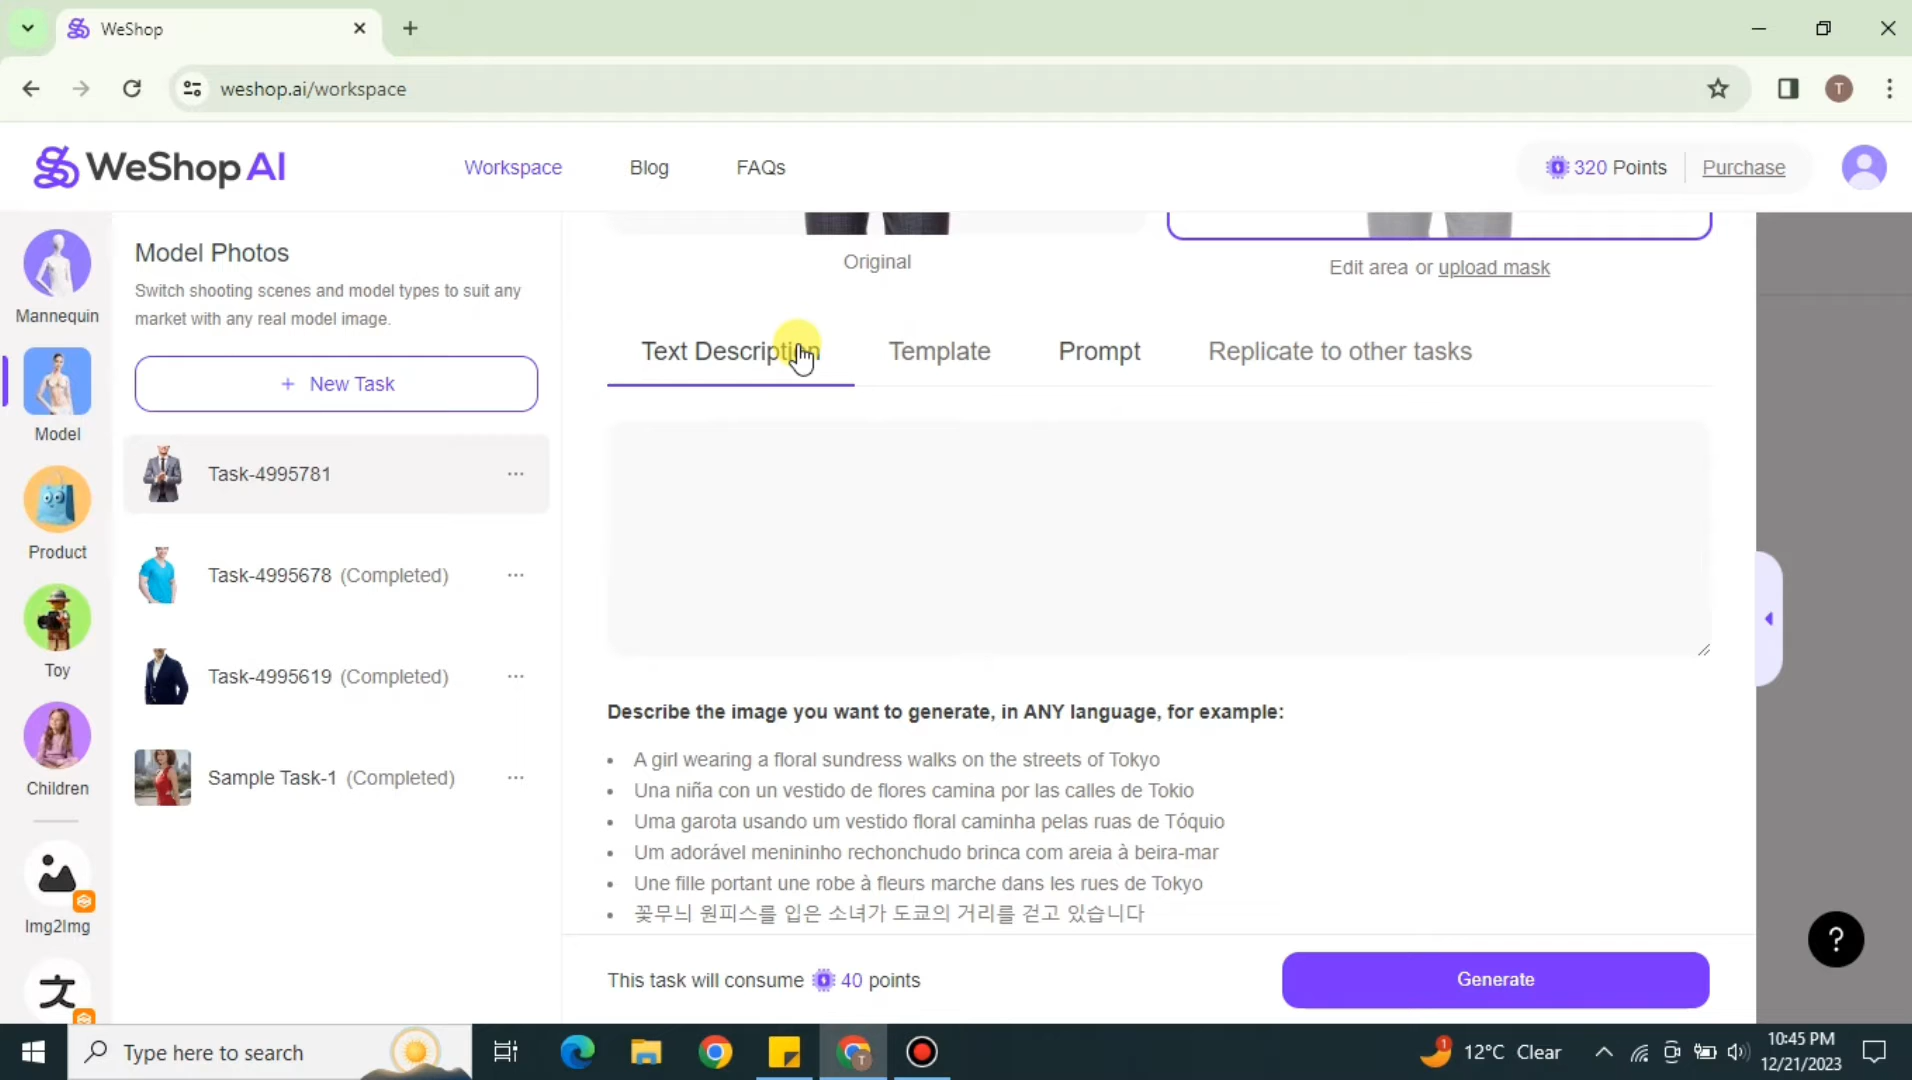 WeShop
weshop.ai/workspace
T
WeShop AI
Workspace
Blog
FAQs
320 Points
Purchase
Mannequin
Model
Product
Toy
Children
Img2Img
文
Model Photos
Switch shooting scenes and model types to suit any
market with any real model image.
+ New Task
Task-4995781
Task-4995678 (Completed)
Task-4995619 (Completed)
Sample Task-1 (Completed)
Original
Edit area or upload mask
Text Description
Template
Prompt
Replicate to other tasks
Describe the image you want to generate, in ANY language, for example:
• A girl wearing a floral sundress walks on the streets of Tokyo
• Una niña con un vestido de flores camina por las calles de Tokio
• Uma garota usando um vestido floral caminha pelas ruas de Tóquio
• Um adorável menininho rechonchudo brinca com areia à beira-mar
• Une fille portant une robe à fleurs marche dans les rues de Tokyo
• 꽃무늬 원피스를 입은 소녀가 도쿄의 거리를 걷고 있습니다
This task will consume 40 points
Generate
?
Type here to search
T
1
12°C Clear
10:45 PM
12/21/2023